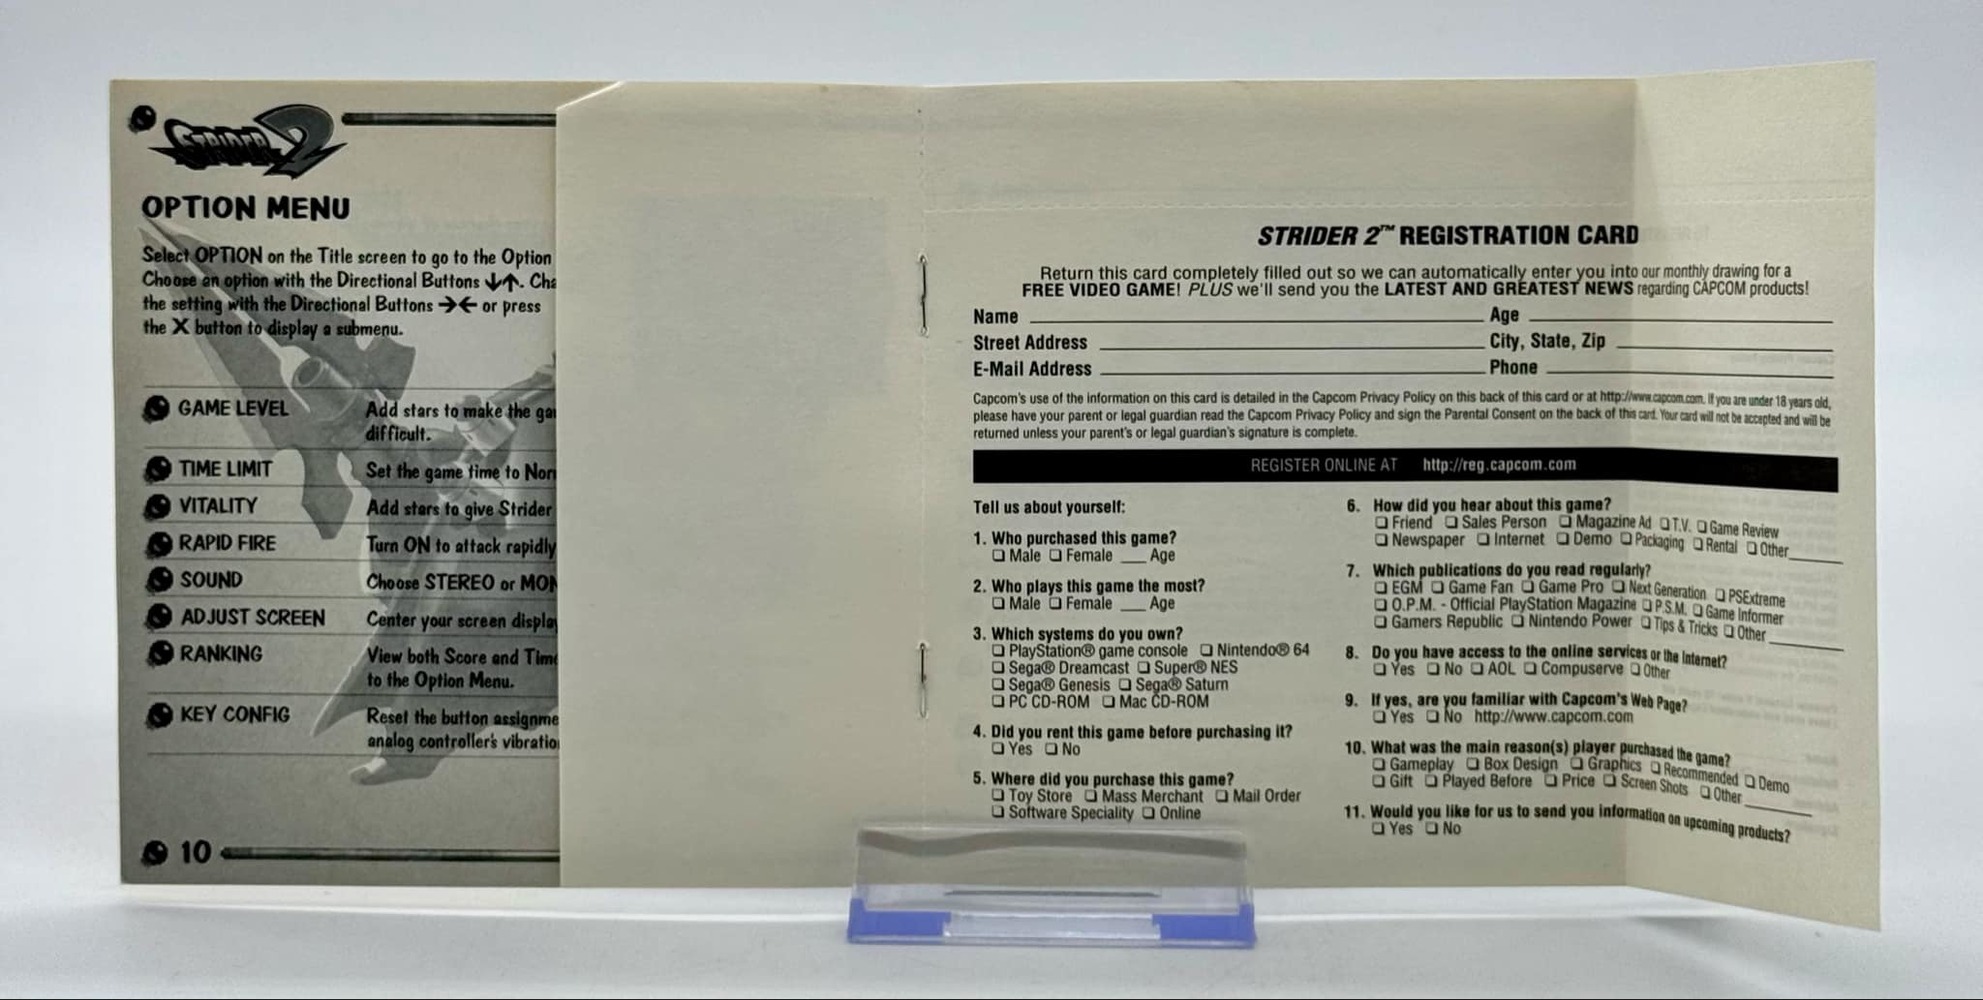 STRIDER 2
OPTION MENU
Select OPTION on the Title screen to go to the Option
Choose an option with the Directional Buttons ↓↑. Cha
the setting with the Directional Buttons →← or press
the X button to display a submenu.
GAME LEVEL Add stars to make the ga
difficult.
TIME LIMIT Set the game time to Nor
VITALITY Add stars to give Strider
RAPID FIRE Turn ON to attack rapidly
SOUND Choose STEREO or MON
ADJUST SCREEN Center your screen display
RANKING View both Score and Time
to the Option Menu.
KEY CONFIG Reset the button assignme
analog controller's vibratio
10
STRIDER 2™ REGISTRATION CARD
Return this card completely filled out so we can automatically enter you into our monthly drawing for a
FREE VIDEO GAME! PLUS we'll send you the LATEST AND GREATEST NEWS regarding CAPCOM products!
Name Age
Street Address City, State, Zip
E-Mail Address Phone
Capcom's use of the information on this card is detailed in the Capcom Privacy Policy on this back of this card or at http://www.capcom.com. If you are under 18 years old,
please have your parent or legal guardian read the Capcom Privacy Policy and sign the Parental Consent on the back of this card. Your card will not be accepted and will be
returned unless your parent's or legal guardian's signature is complete.
REGISTER ONLINE AT http://reg.capcom.com
Tell us about yourself:
1. Who purchased this game?
❏ Male ❏ Female ___ Age
2. Who plays this game the most?
❏ Male ❏ Female ___ Age
3. Which systems do you own?
❏ PlayStation® game console ❏ Nintendo® 64
❏ Sega® Dreamcast ❏ Super® NES
❏ Sega® Genesis ❏ Sega® Saturn
❏ PC CD-ROM ❏ Mac CD-ROM
4. Did you rent this game before purchasing it?
❏ Yes ❏ No
5. Where did you purchase this game?
❏ Toy Store ❏ Mass Merchant ❏ Mail Order
❏ Software Speciality ❏ Online
6. How did you hear about this game?
❏ Friend ❏ Sales Person ❏ Magazine Ad ❏ T.V. ❏ Game Review
❏ Newspaper ❏ Internet ❏ Demo ❏ Packaging ❏ Rental ❏ Other
7. Which publications do you read regularly?
❏ EGM ❏ Game Fan ❏ Game Pro ❏ Next Generation ❏ PSExtreme
❏ O.P.M. - Official PlayStation Magazine ❏ P.S.M. ❏ Game Informer
❏ Gamers Republic ❏ Nintendo Power ❏ Tips & Tricks ❏ Other
8. Do you have access to the online services or the Internet?
❏ Yes ❏ No ❏ AOL ❏ Compuserve ❏ Other
9. If yes, are you familiar with Capcom's Web Page?
❏ Yes ❏ No http://www.capcom.com
10. What was the main reason(s) player purchased the game?
❏ Gameplay ❏ Box Design ❏ Graphics ❏ Recommended ❏ Demo
❏ Gift ❏ Played Before ❏ Price ❏ Screen Shots ❏ Other
11. Would you like for us to send you information on upcoming products?
❏ Yes ❏ No